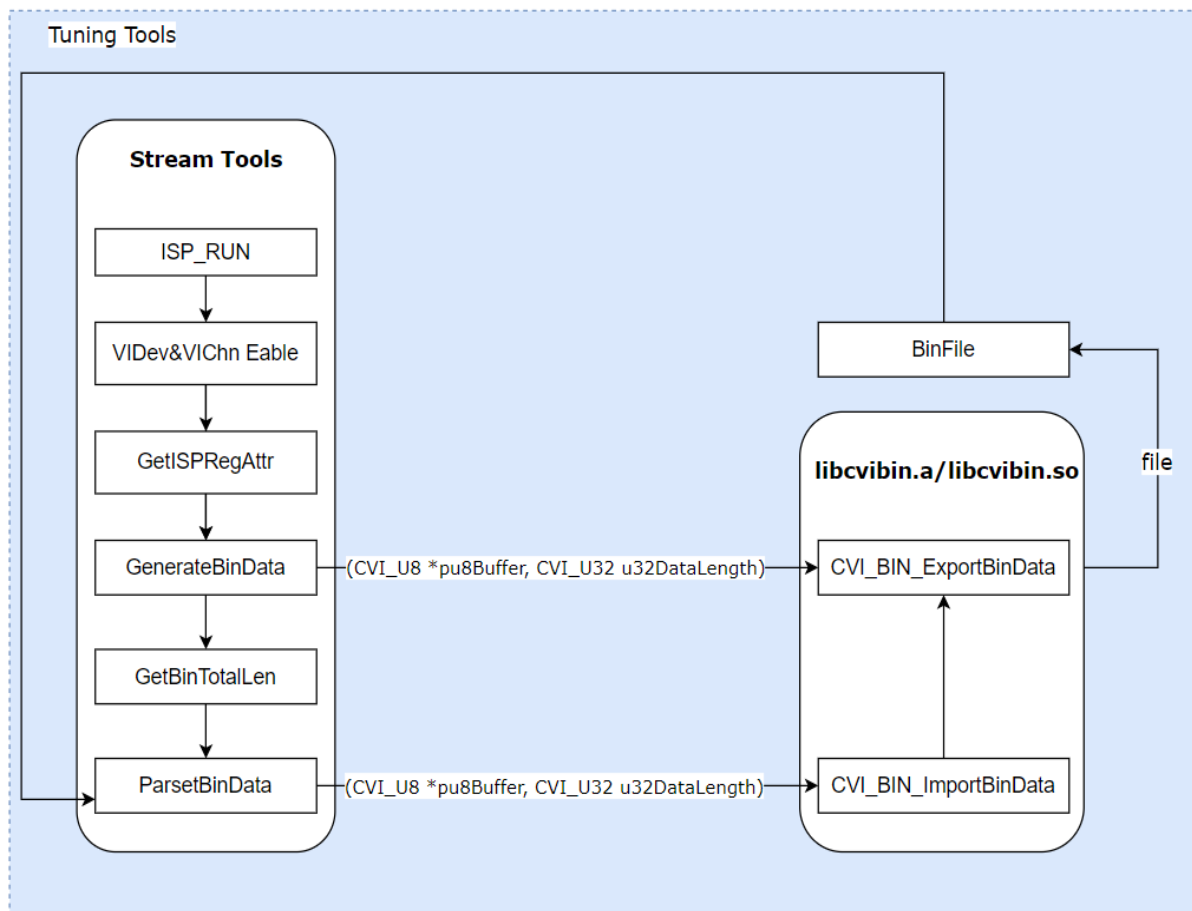 Tuning Tools
Stream Tools
ISP_RUN
VIDev&VIChn Eable
BinFile
GetISPRegAttr
libcvibin.a/libcvibin.so
file
GenerateBinData
(CVI_U8 *pu8Buffer, CVI_U32 u32DataLength)
CVI_BIN_ExportBinData
GetBinTotalLen
ParsetBinData
(CVI_U8 *pu8Buffer, CVI_U32 u32DataLength)
CVI_BIN_ImportBinData